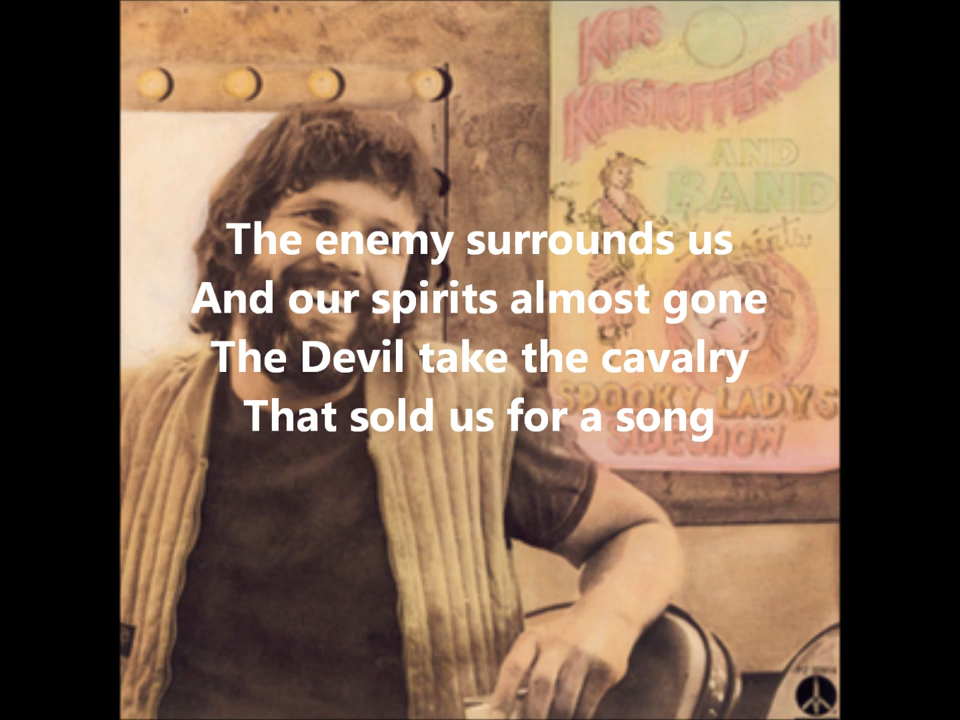 KRIS
KRISTOFFERSON
AND
BAND
The enemy surrounds us
And our spirits almost gone
The Devil take the cavalry
That sold us for a song
SPOOKY LADY'S
SIDESHOW